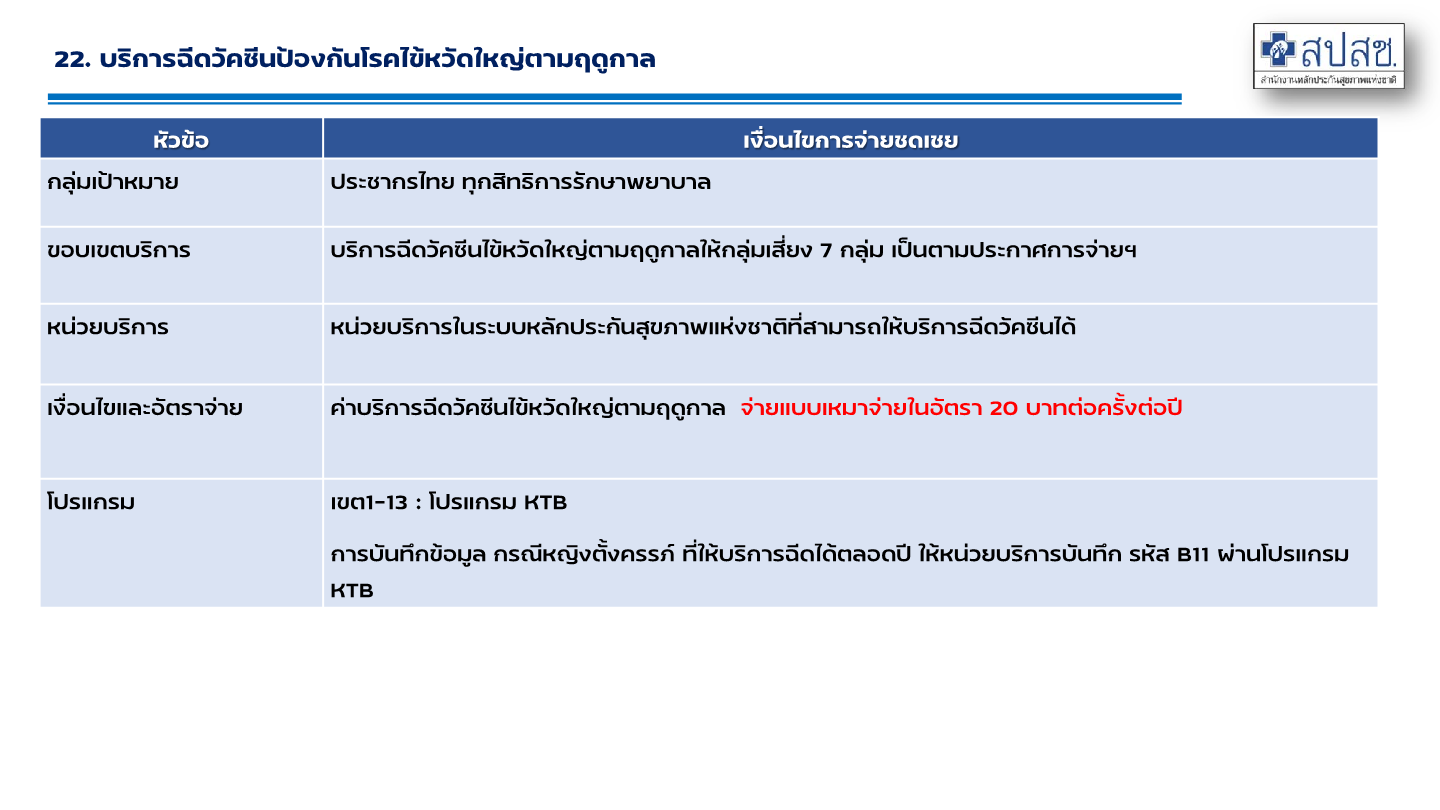 22. บริการฉีดวัคซีนป้องกันโรคไข้หวัดใหญ่ตามฤดูกาล
สปสช.
สำนักงานหลักประกันสุขภาพแห่งชาติ
หัวข้อ
เงื่อนไขการจ่ายชดเชย
กลุ่มเป้าหมาย
ประชากรไทย ทุกสิทธิการรักษาพยาบาล
ขอบเขตบริการ
บริการฉีดวัคซีนไข้หวัดใหญ่ตามฤดูกาลให้กลุ่มเสี่ยง 7 กลุ่ม เป็นตามประกาศการจ่ายฯ
หน่วยบริการ
หน่วยบริการในระบบหลักประกันสุขภาพแห่งชาติที่สามารถให้บริการฉีดวัคซีนได้
เงื่อนไขและอัตราจ่าย
ค่าบริการฉีดวัคซีนไข้หวัดใหญ่ตามฤดูกาล จ่ายแบบเหมาจ่ายในอัตรา 20 บาทต่อครั้งต่อปี
โปรแกรม
เขต1-13 : โปรแกรม KTB
การบันทึกข้อมูล กรณีหญิงตั้งครรภ์ ที่ให้บริการฉีดได้ตลอดปี ให้หน่วยบริการบันทึก รหัส B11 ผ่านโปรแกรม
KTB